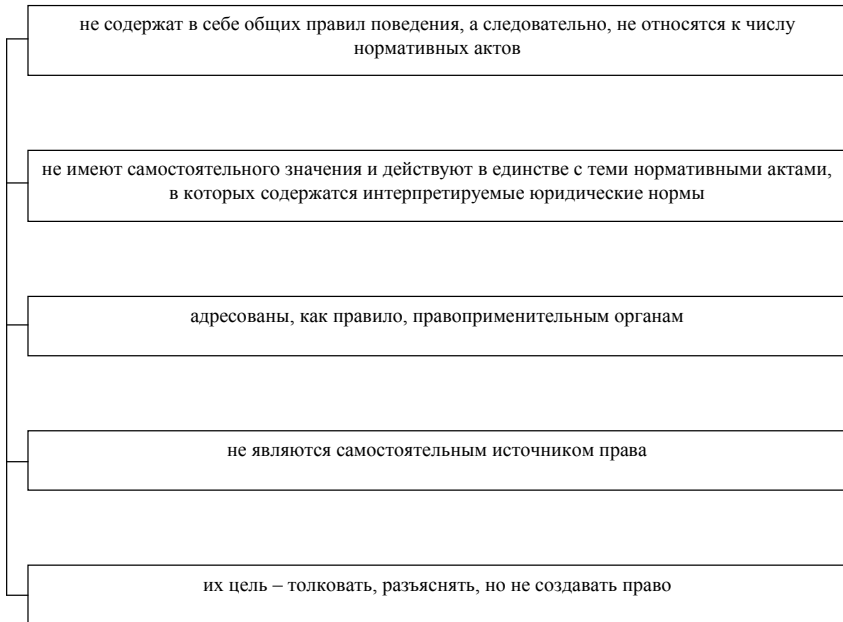 не содержат в себе общих правил поведения, а следовательно, не относятся к числу
нормативных актов
не имеют самостоятельного значения и действуют в единстве с теми нормативными актами,
в которых содержатся интерпретируемые юридические нормы
адресованы, как правило, правоприменительным органам
не являются самостоятельным источником права
их цель – толковать, разъяснять, но не создавать право